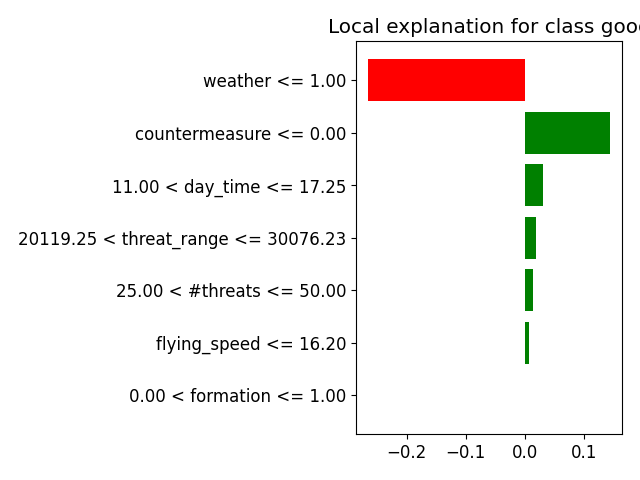 Local explanation for class goo
weather <= 1.00
countermeasure <= 0.00
11.00 < day_time <= 17.25
20119.25 < threat_range <= 30076.23
25.00 < #threats <= 50.00
flying_speed <= 16.20
0.00 < formation <= 1.00
−0.2 −0.1 0.0 0.1